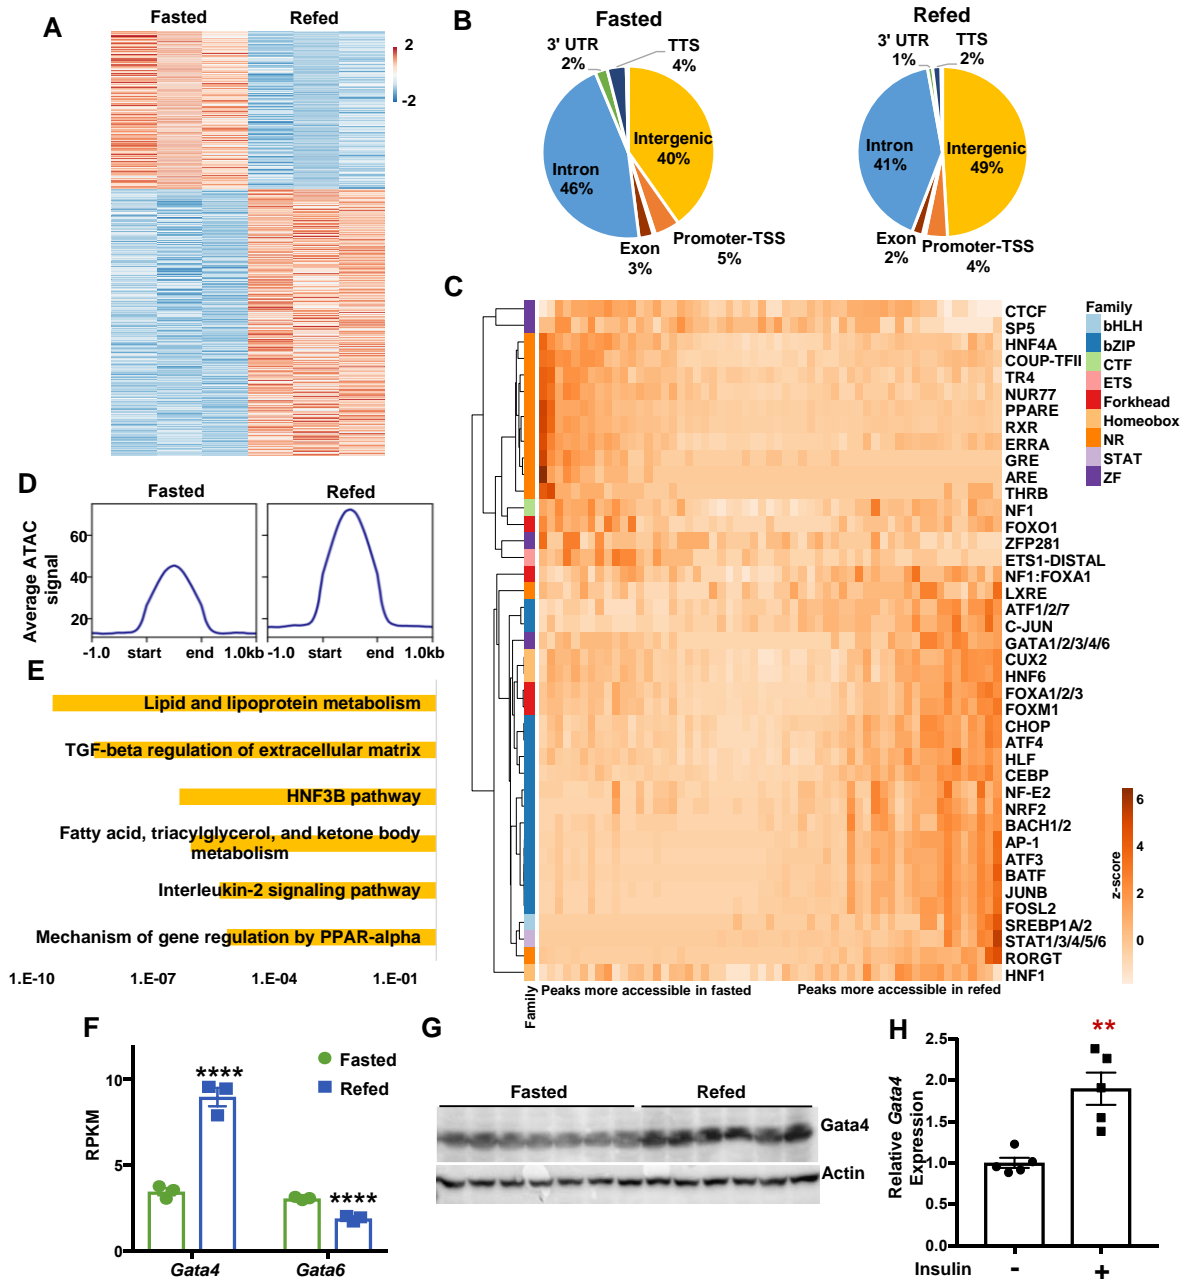 A
Fasted
Refed
2
-2
B
Fasted
3' UTR
2%
TTS
4%
Intergenic
40%
Intron
46%
Exon
3%
Promoter-TSS
5%
Refed
3' UTR
1%
TTS
2%
Intron
41%
Intergenic
49%
Exon
2%
Promoter-TSS
4%
C
CTCF
SP5
HNF4A
COUP-TFII
TR4
NUR77
PPARE
RXR
ERRA
GRE
ARE
THRB
NF1
FOXO1
ZFP281
ETS1-DISTAL
NF1:FOXA1
LXRE
ATF1/2/7
C-JUN
GATA1/2/3/4/6
CUX2
HNF6
FOXA1/2/3
FOXM1
CHOP
ATF4
HLF
CEBP
NF-E2
NRF2
BACH1/2
AP-1
ATF3
BATF
JUNB
FOSL2
SREBP1A/2
STAT1/3/4/5/6
RORGT
HNF1
Family
bHLH
bZIP
CTF
ETS
Forkhead
Homeobox
NR
STAT
ZF
z-score
6
4
2
0
Family
Peaks more accessible in fasted
Peaks more accessible in refed
D
Fasted
Refed
Average ATAC
signal
60
40
20
-1.0 start end 1.0kb
-1.0 start end 1.0kb
E
Lipid and lipoprotein metabolism
TGF-beta regulation of extracellular matrix
HNF3B pathway
Fatty acid, triacylglycerol, and ketone body
metabolism
Interleukin-2 signaling pathway
Mechanism of gene regulation by PPAR-alpha
1.E-10 1.E-07 1.E-04 1.E-01
F
Fasted
Refed
RPKM
10
5
0
****
****
Gata4
Gata6
G
Fasted
Refed
Gata4
Actin
H
**
Relative Gata4
Expression
2.5
2.0
1.5
1.0
0.5
0.0
Insulin - +